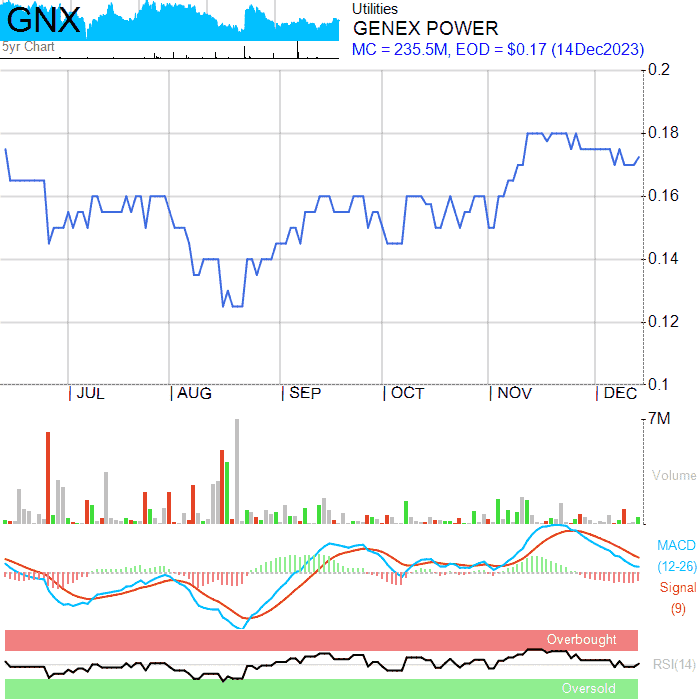 GNX
5yr Chart
Utilities
GENEX POWER
MC = 235.5M, EOD = $0.17 (14Dec2023)
0.2
0.18
0.16
0.14
0.12
0.1
JUL AUG SEP OCT NOV DEC
7M
Volume
MACD
(12-26)
Signal
(9)
Overbought
RSI(14)
Oversold